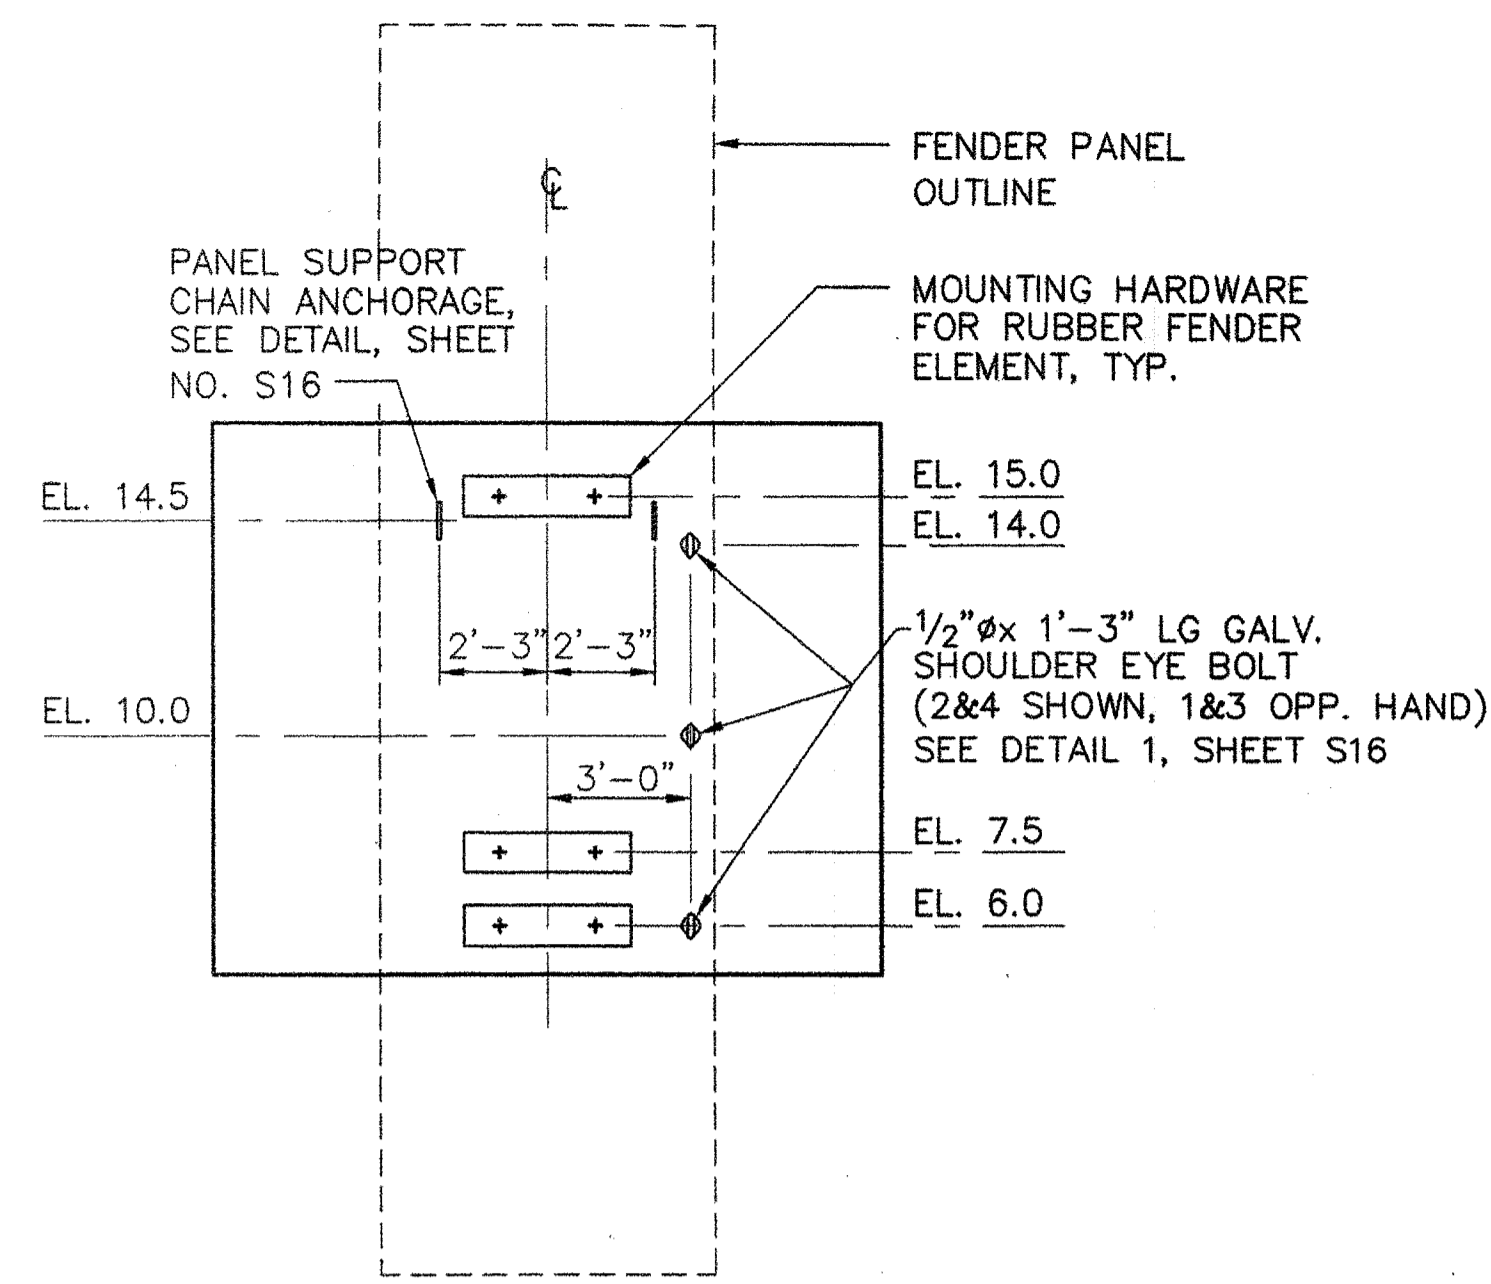 FENDER PANEL
OUTLINE
℄
PANEL SUPPORT
CHAIN ANCHORAGE,
SEE DETAIL, SHEET
NO. S16
MOUNTING HARDWARE
FOR RUBBER FENDER
ELEMENT, TYP.
EL. 14.5
EL. 15.0
EL. 14.0
2'-3" 2'-3"
1/2"øx 1'-3" LG GALV.
SHOULDER EYE BOLT
(2&4 SHOWN, 1&3 OPP. HAND)
SEE DETAIL 1, SHEET S16
EL. 10.0
3'-0"
EL. 7.5
EL. 6.0